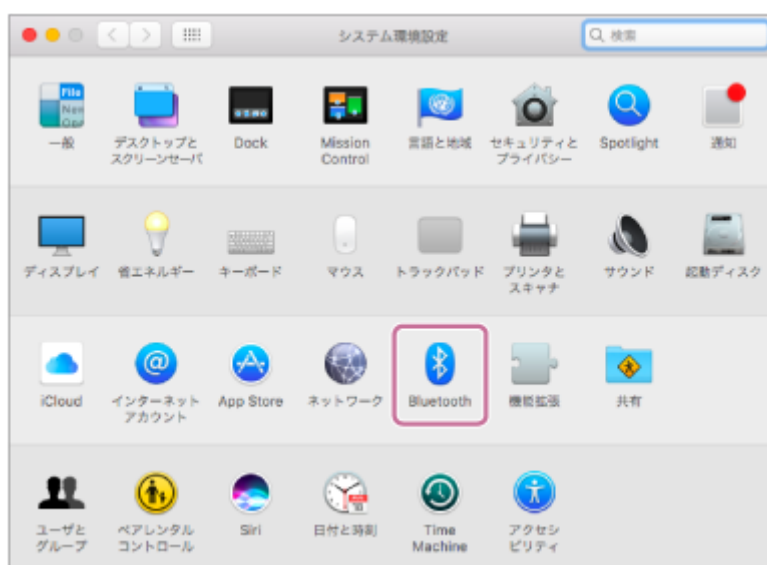 システム環境設定
検索
File
New
Ope
一般
デスクトップと
スクリーンセーバ
Dock
Mission
Control
言語と地域
セキュリティと
プライバシー
Spotlight
通知
ディスプレイ
省エネルギー
キーボード
マウス
トラックパッド
プリンタと
スキャナ
サウンド
起動ディスク
iCloud
インターネット
アカウント
App Store
ネットワーク
Bluetooth
機能拡張
共有
ユーザと
グループ
ペアレンタル
コントロール
Siri
日付と時刻
Time
Machine
アクセシ
ビリティ